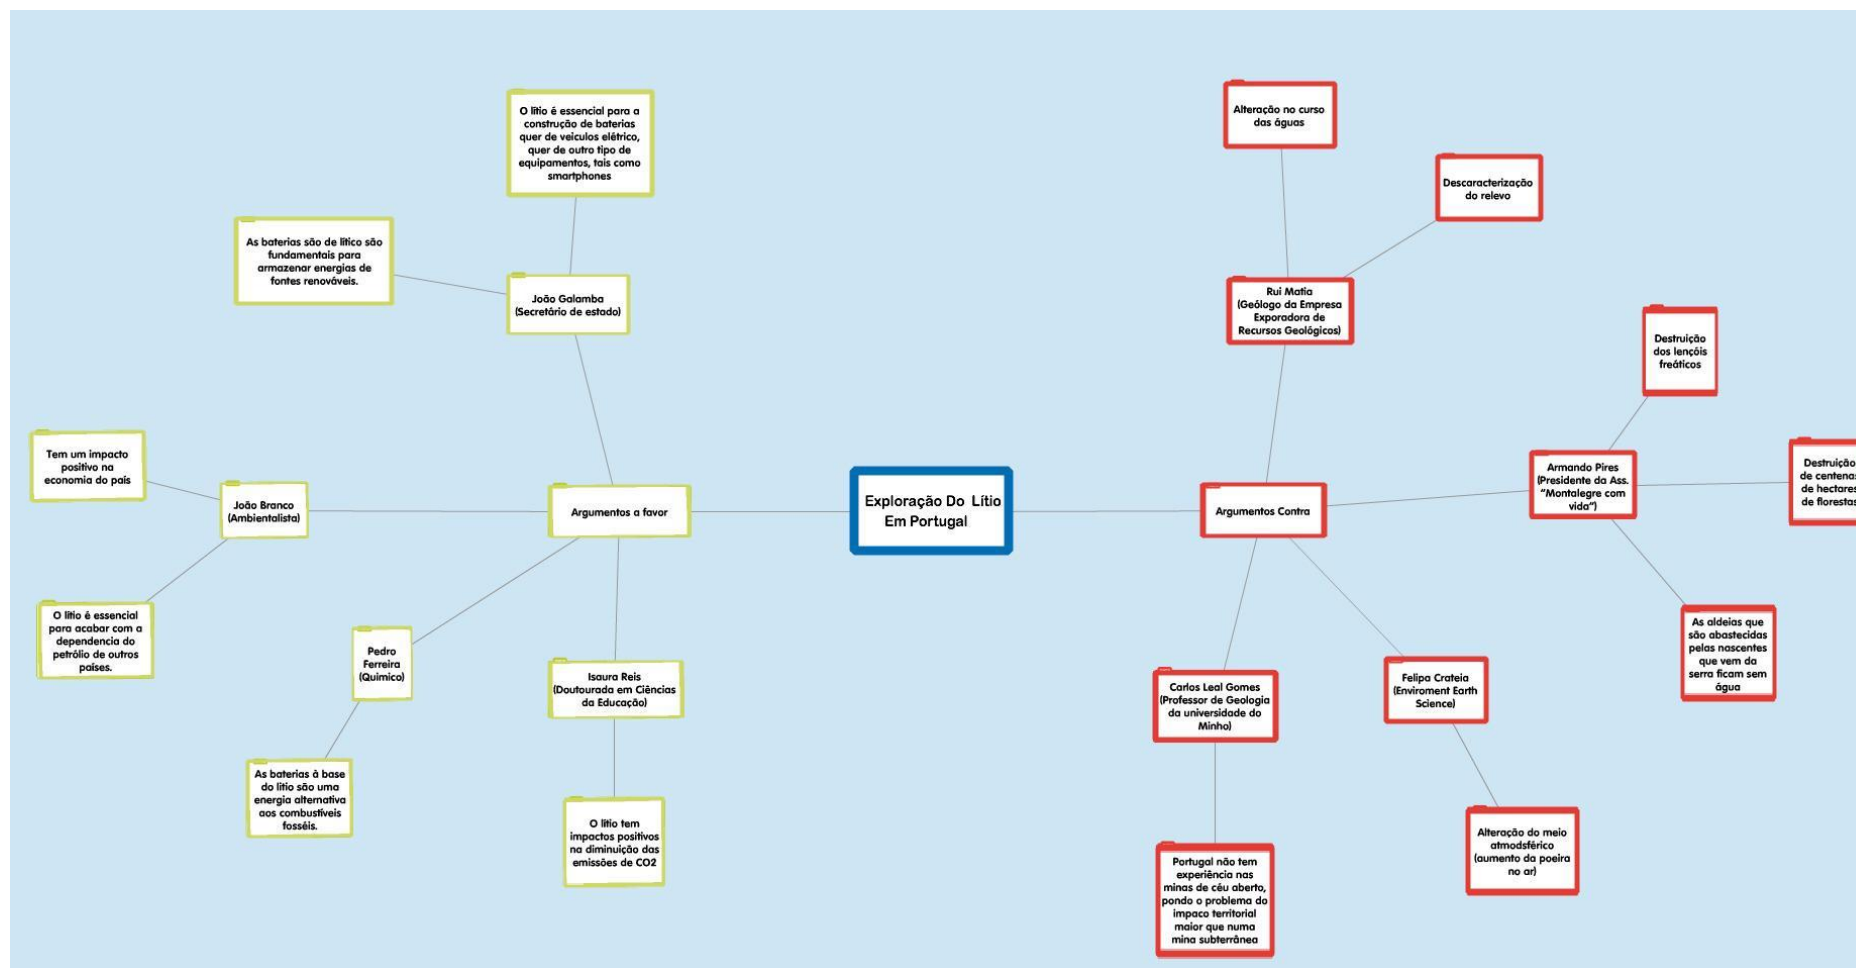 Exploração Do Lítio
Em Portugal
Argumentos a favor
João Galamba
(Secretário de estado)
O lítio é essencial para a
construção de baterias
quer de veiculos elétrico,
quer de outro tipo de
equipamentos, tais como
smartphones
As baterias são de lítico são
fundamentais para
armazenar energias de
fontes renováveis.
João Branco
(Ambientalista)
Tem um impacto
positivo na
economia do país
O lítio é essencial
para acabar com a
dependencia do
petrólio de outros
países.
Pedro
Ferreira
(Quimico)
As baterias à base
do lítio são uma
energia alternativa
aos combustíveis
fosséis.
Isaura Reis
(Doutourada em Ciências
da Educação)
O lítio tem
impactos positivos
na diminuição das
emissões de CO2
Argumentos Contra
Rui Matia
(Geólogo da Empresa
Exporadora de
Recursos Geológicos)
Alteração no curso
das águas
Descaracterização
do relevo
Armando Pires
(Presidente da Ass.
"Montalegre com
vida")
Destruição
dos lençóis
freáticos
Destruição
de centenas
de hectares
de florestas
As aldeias que
são abastecidas
pelas nascentes
que vem da
serra ficam sem
água
Carlos Leal Gomes
(Professor de Geologia
da universidade do
Minho)
Portugal não tem
experiência nas
minas de céu aberto,
pondo o problema do
impaco territorial
maior que numa
mina subterrânea
Felipa Crateia
(Enviroment Earth
Science)
Alteração do meio
atmodsférico
(aumento da poeira
no ar)